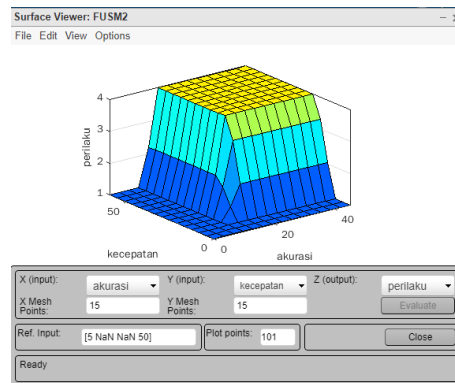 Surface Viewer: FUSM2
File Edit View Options
4
3
2
1
perilaku
50
0
kecepatan
0
20
40
akurasi
X (input): akurasi Y (input): kecepatan Z (output): perilaku
X Mesh Points: 15 Y Mesh Points: 15 Evaluate
Ref. Input: [5 NaN NaN 50] Plot points: 101 Close
Ready